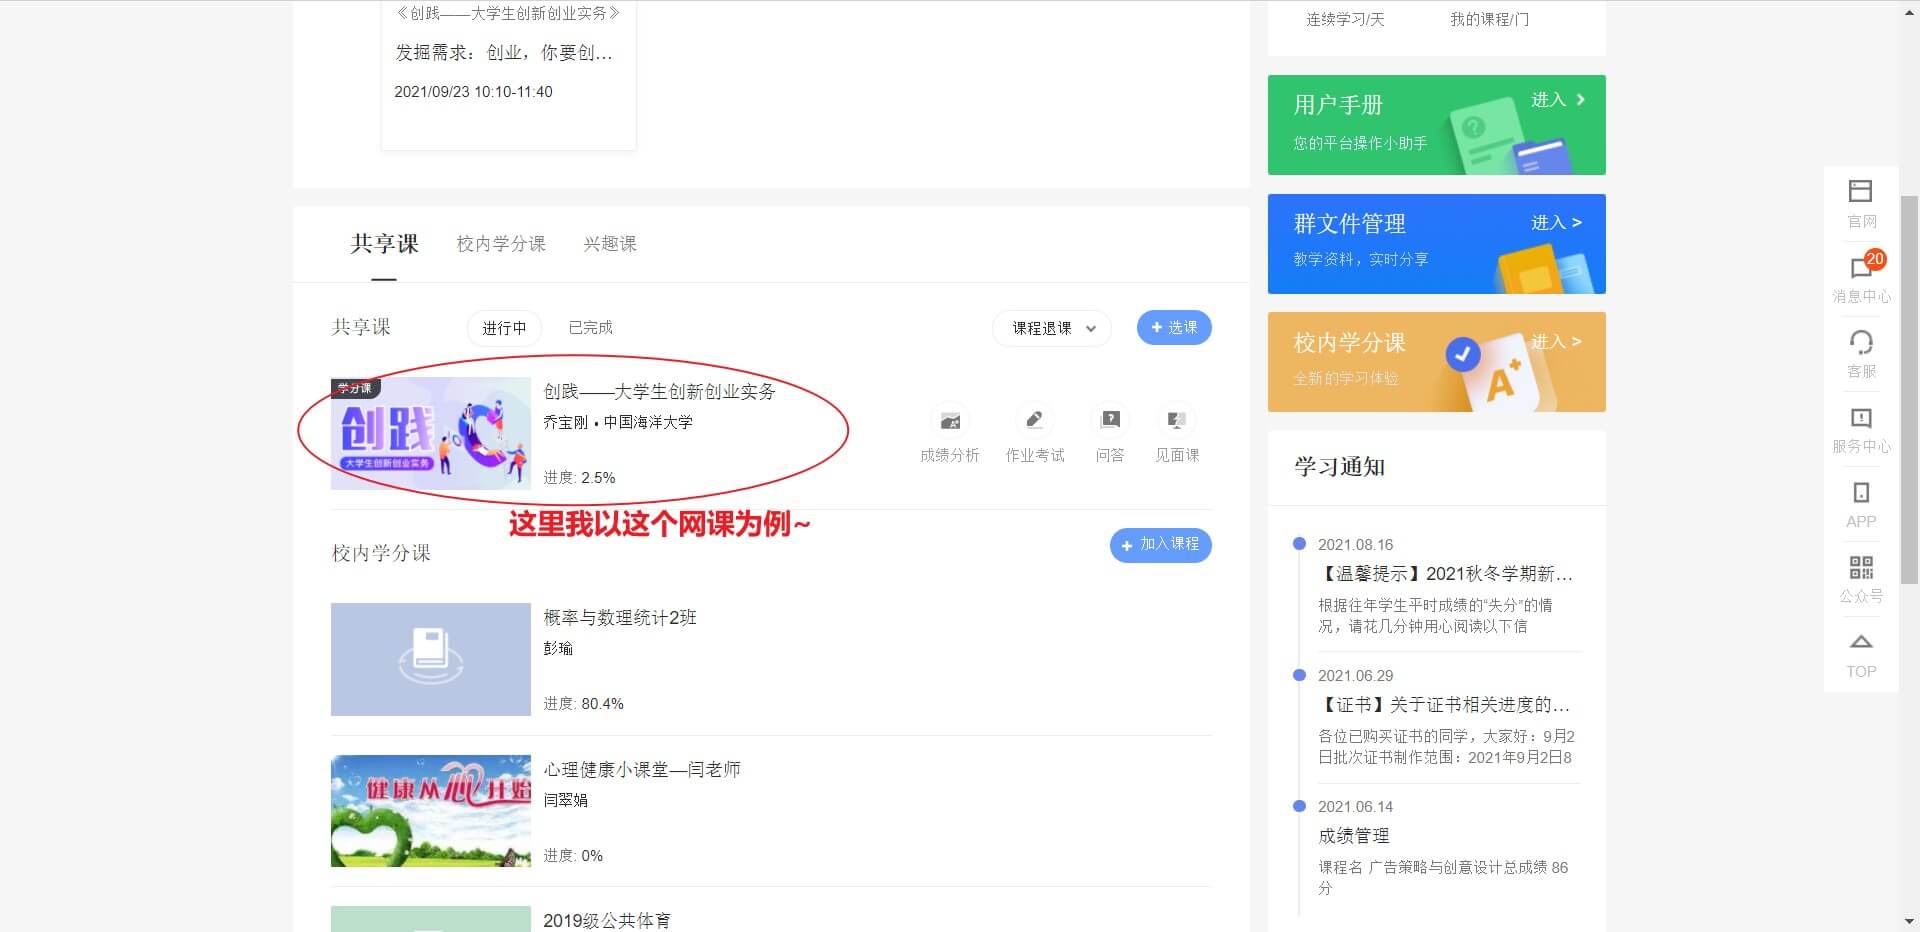 《创践——大学生创新创业实务》
发掘需求：创业，你要创...
2021/09/23 10:10-11:40
连续学习/天
我的课程/门
用户手册
进入 >
您的平台操作小助手
群文件管理
进入 >
教学资料，实时分享
校内学分课
进入 >
全新的学习体验
共享课
校内学分课
兴趣课
共享课
进行中
已完成
课程退课
+ 选课
学分课
创践
大学生创新创业实务
创践——大学生创新创业实务
乔宝刚 • 中国海洋大学
进度: 2.5%
成绩分析
作业考试
问答
见面课
这里我以这个网课为例~
校内学分课
+ 加入课程
概率与数理统计2班
彭瑜
进度: 80.4%
健康从心开始
心理健康小课堂—闫老师
闫翠娟
进度: 0%
2019级公共体育
学习通知
2021.08.16
【温馨提示】2021秋冬学期新...
根据往年学生平时成绩的“失分”的情
况，请花几分钟用心阅读以下信
2021.06.29
【证书】关于证书相关进度的...
各位已购买证书的同学，大家好：9月2
日批次证书制作范围：2021年9月2日8
2021.06.14
成绩管理
课程名 广告策略与创意设计总成绩 86
分
官网
20
消息中心
客服
服务中心
APP
公众号
TOP